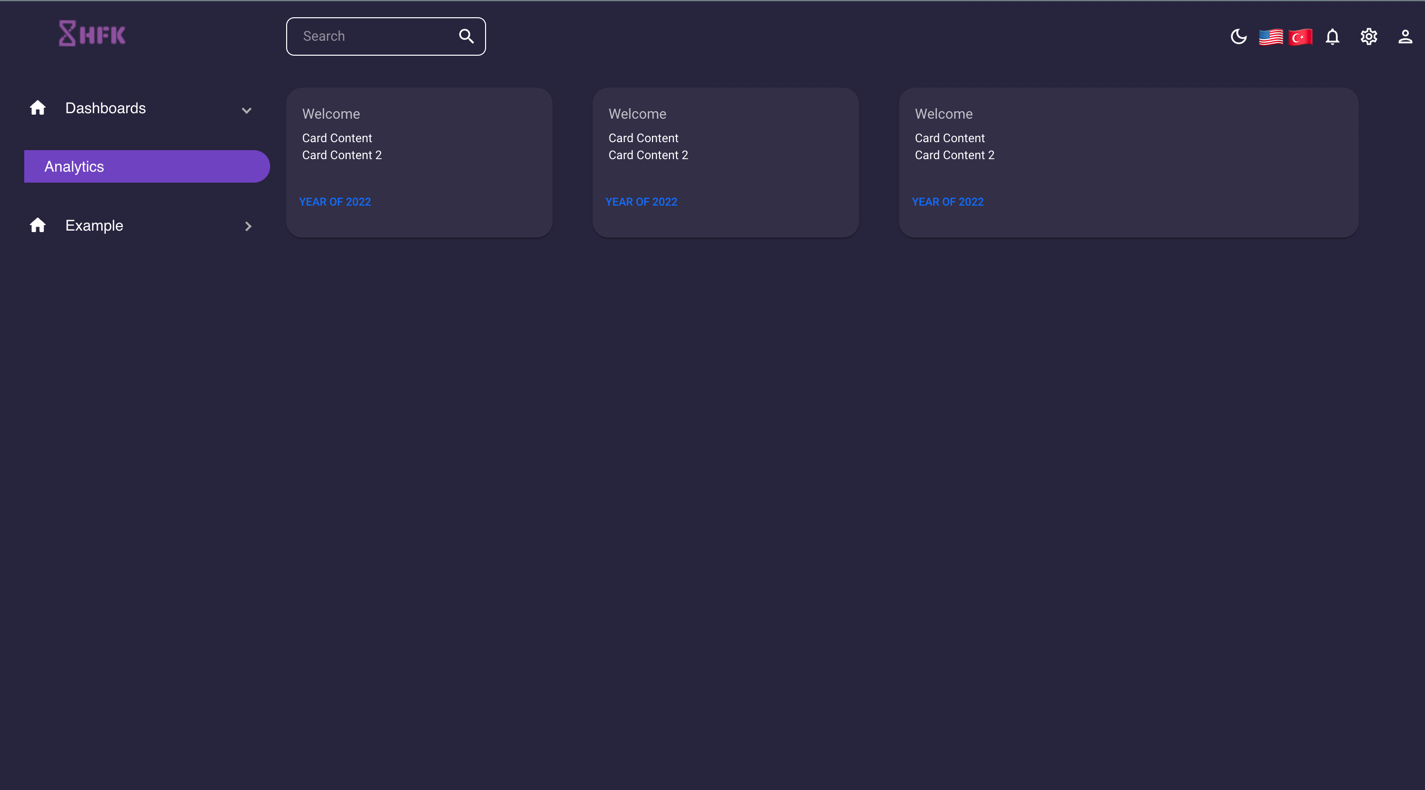 HFK
Search
Dashboards
Analytics
Example
Welcome
Card Content
Card Content 2
YEAR OF 2022
Welcome
Card Content
Card Content 2
YEAR OF 2022
Welcome
Card Content
Card Content 2
YEAR OF 2022